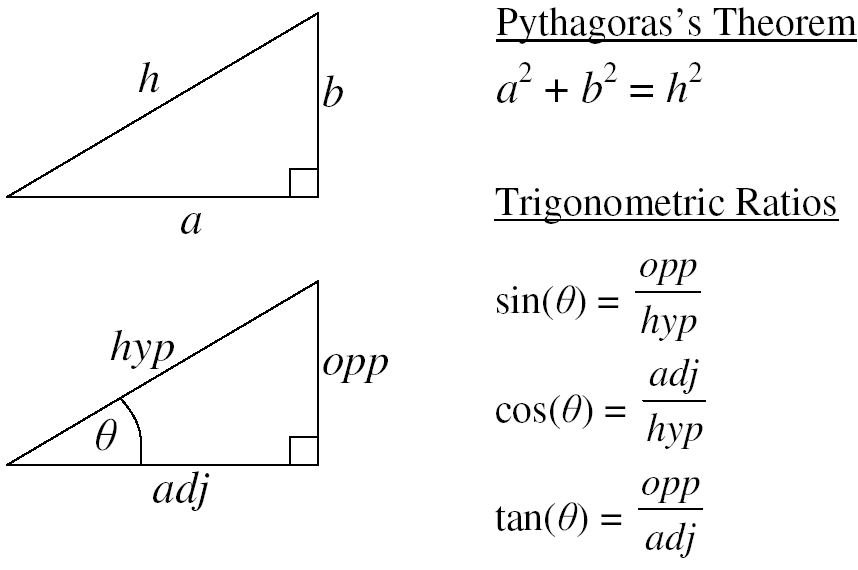 h
b
a
Pythagoras's Theorem
a² + b² = h²
hyp
opp
θ
adj
Trigonometric Ratios
sin(θ) = opp/hyp
cos(θ) = adj/hyp
tan(θ) = opp/adj